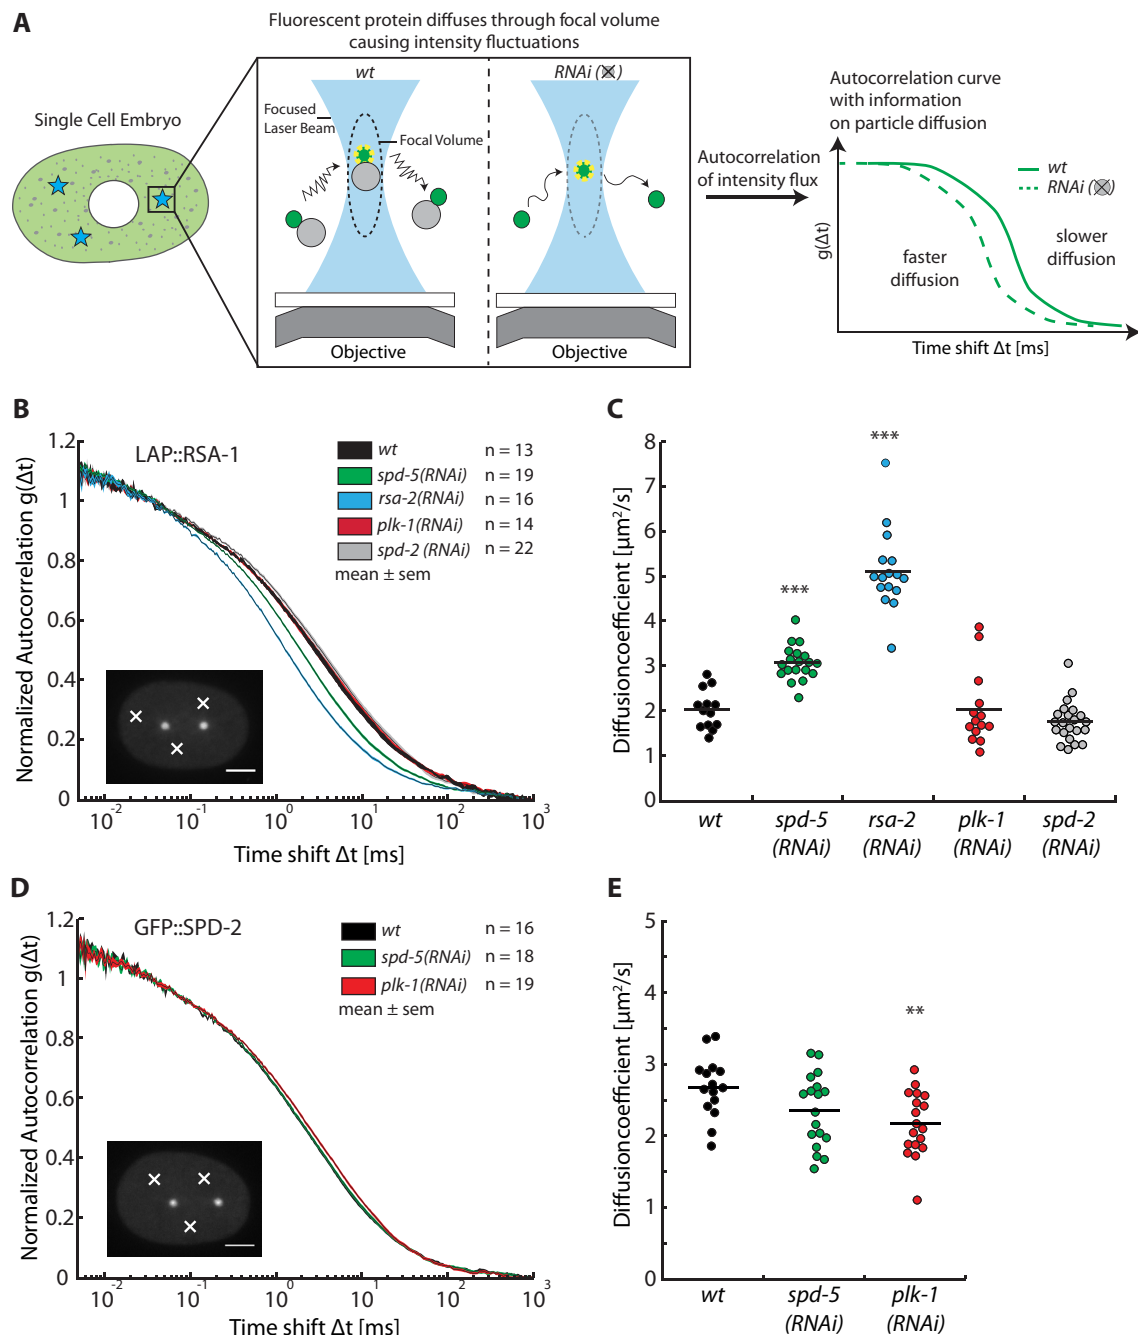 A
Fluorescent protein diffuses through focal volume
causing intensity fluctuations
wt
RNAi ( )
Single Cell Embryo
Focused
Laser Beam
Focal Volume
Objective
Objective
Autocorrelation
of intensity flux
Autocorrelation curve
with information
on particle diffusion
wt
RNAi ( )
g(Δt)
faster
diffusion
slower
diffusion
Time shift Δt [ms]
B
LAP::RSA-1
wt n = 13
spd-5(RNAi) n = 19
rsa-2(RNAi) n = 16
plk-1(RNAi) n = 14
spd-2 (RNAi) n = 22
mean ± sem
Normalized Autocorrelation g(Δt)
1.2
1
0.8
0.6
0.4
0.2
0
10⁻² 10⁻¹ 10⁰ 10¹ 10² 10³
Time shift Δt [ms]
C
Diffusioncoefficient [μm²/s]
8
7
6
5
4
3
2
1
0
***
***
wt
spd-5
(RNAi)
rsa-2
(RNAi)
plk-1
(RNAi)
spd-2
(RNAi)
D
GFP::SPD-2
wt n = 16
spd-5(RNAi) n = 18
plk-1(RNAi) n = 19
mean ± sem
Normalized Autocorrelation g(Δt)
1.2
1
0.8
0.6
0.4
0.2
0
10⁻² 10⁻¹ 10⁰ 10¹ 10² 10³
Time shift Δt [ms]
E
Diffusioncoefficient [μm²/s]
5
4
3
2
1
0
**
wt
spd-5
(RNAi)
plk-1
(RNAi)